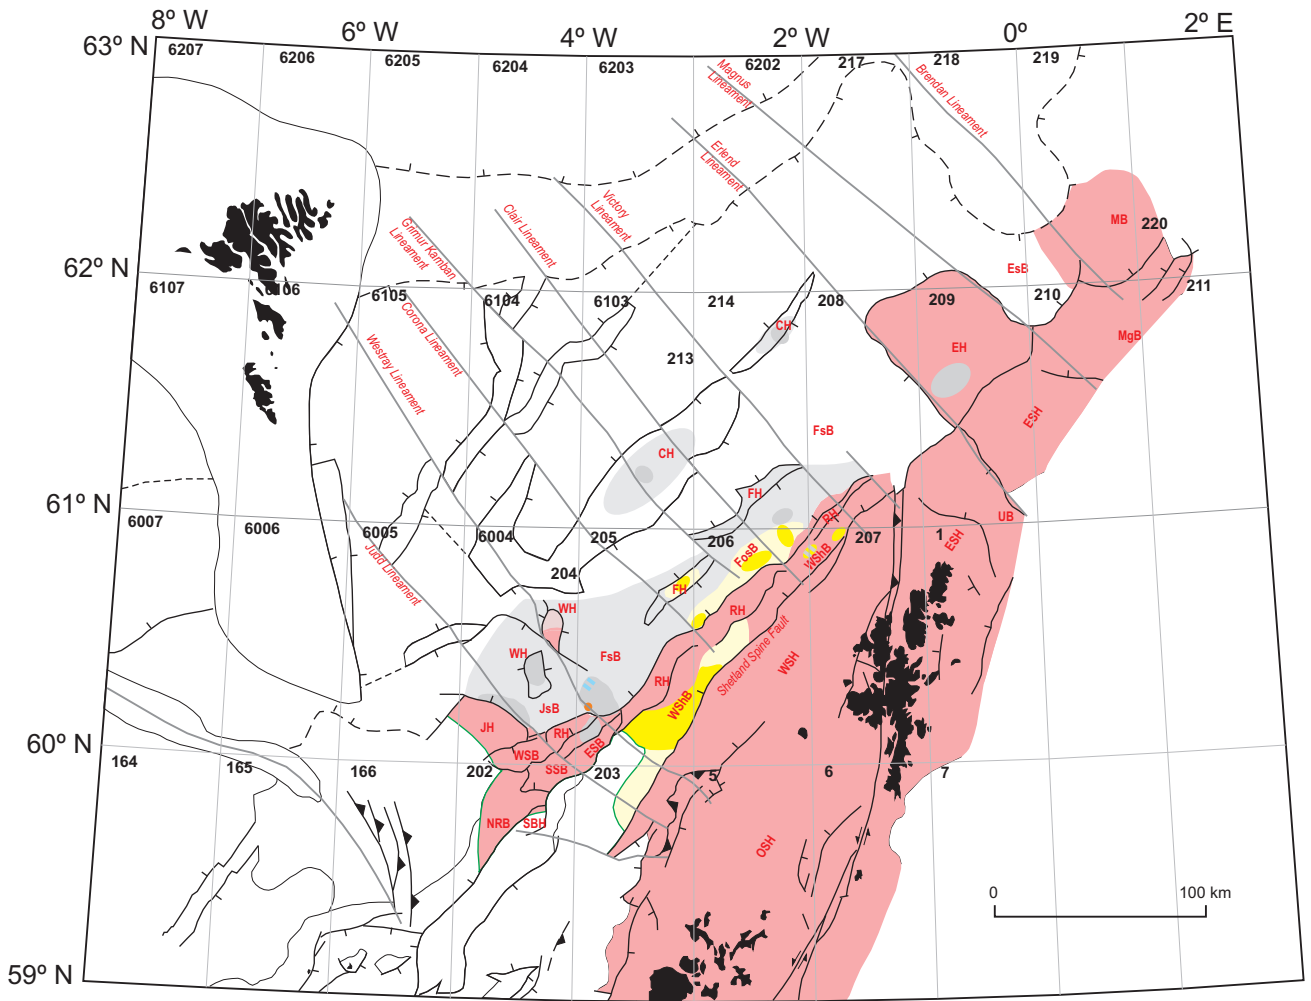 8º W
6º W
4º W
2º W
0º
2º E
63º N
6207
6206
6205
6204
6203
6202
217
218
219
Magnus
Lineament
Brendan Lineament
Erlend
Lineament
Victory
Lineament
Clair Lineament
Grimur Kamban
Lineament
MB
220
62º N
6107
6106
6105
6104
6103
214
208
209
EsB
210
211
Corona Lineament
Westray Lineament
CH
213
EH
MgB
ESH
FsB
CH
61º N
6007
6006
6005
6004
205
206
FH
RH
207
1
ESH
UB
Judd Lineament
204
FosB
WShB
FH
WH
RH
Shetland Spine Fault
WH
FsB
WSH
RH
WShB
JsB
JH
RH
60º N
164
165
166
202
WSB
ESB
SSB
203
5
6
7
NRB
SBH
OSH
0
100 km
59º N